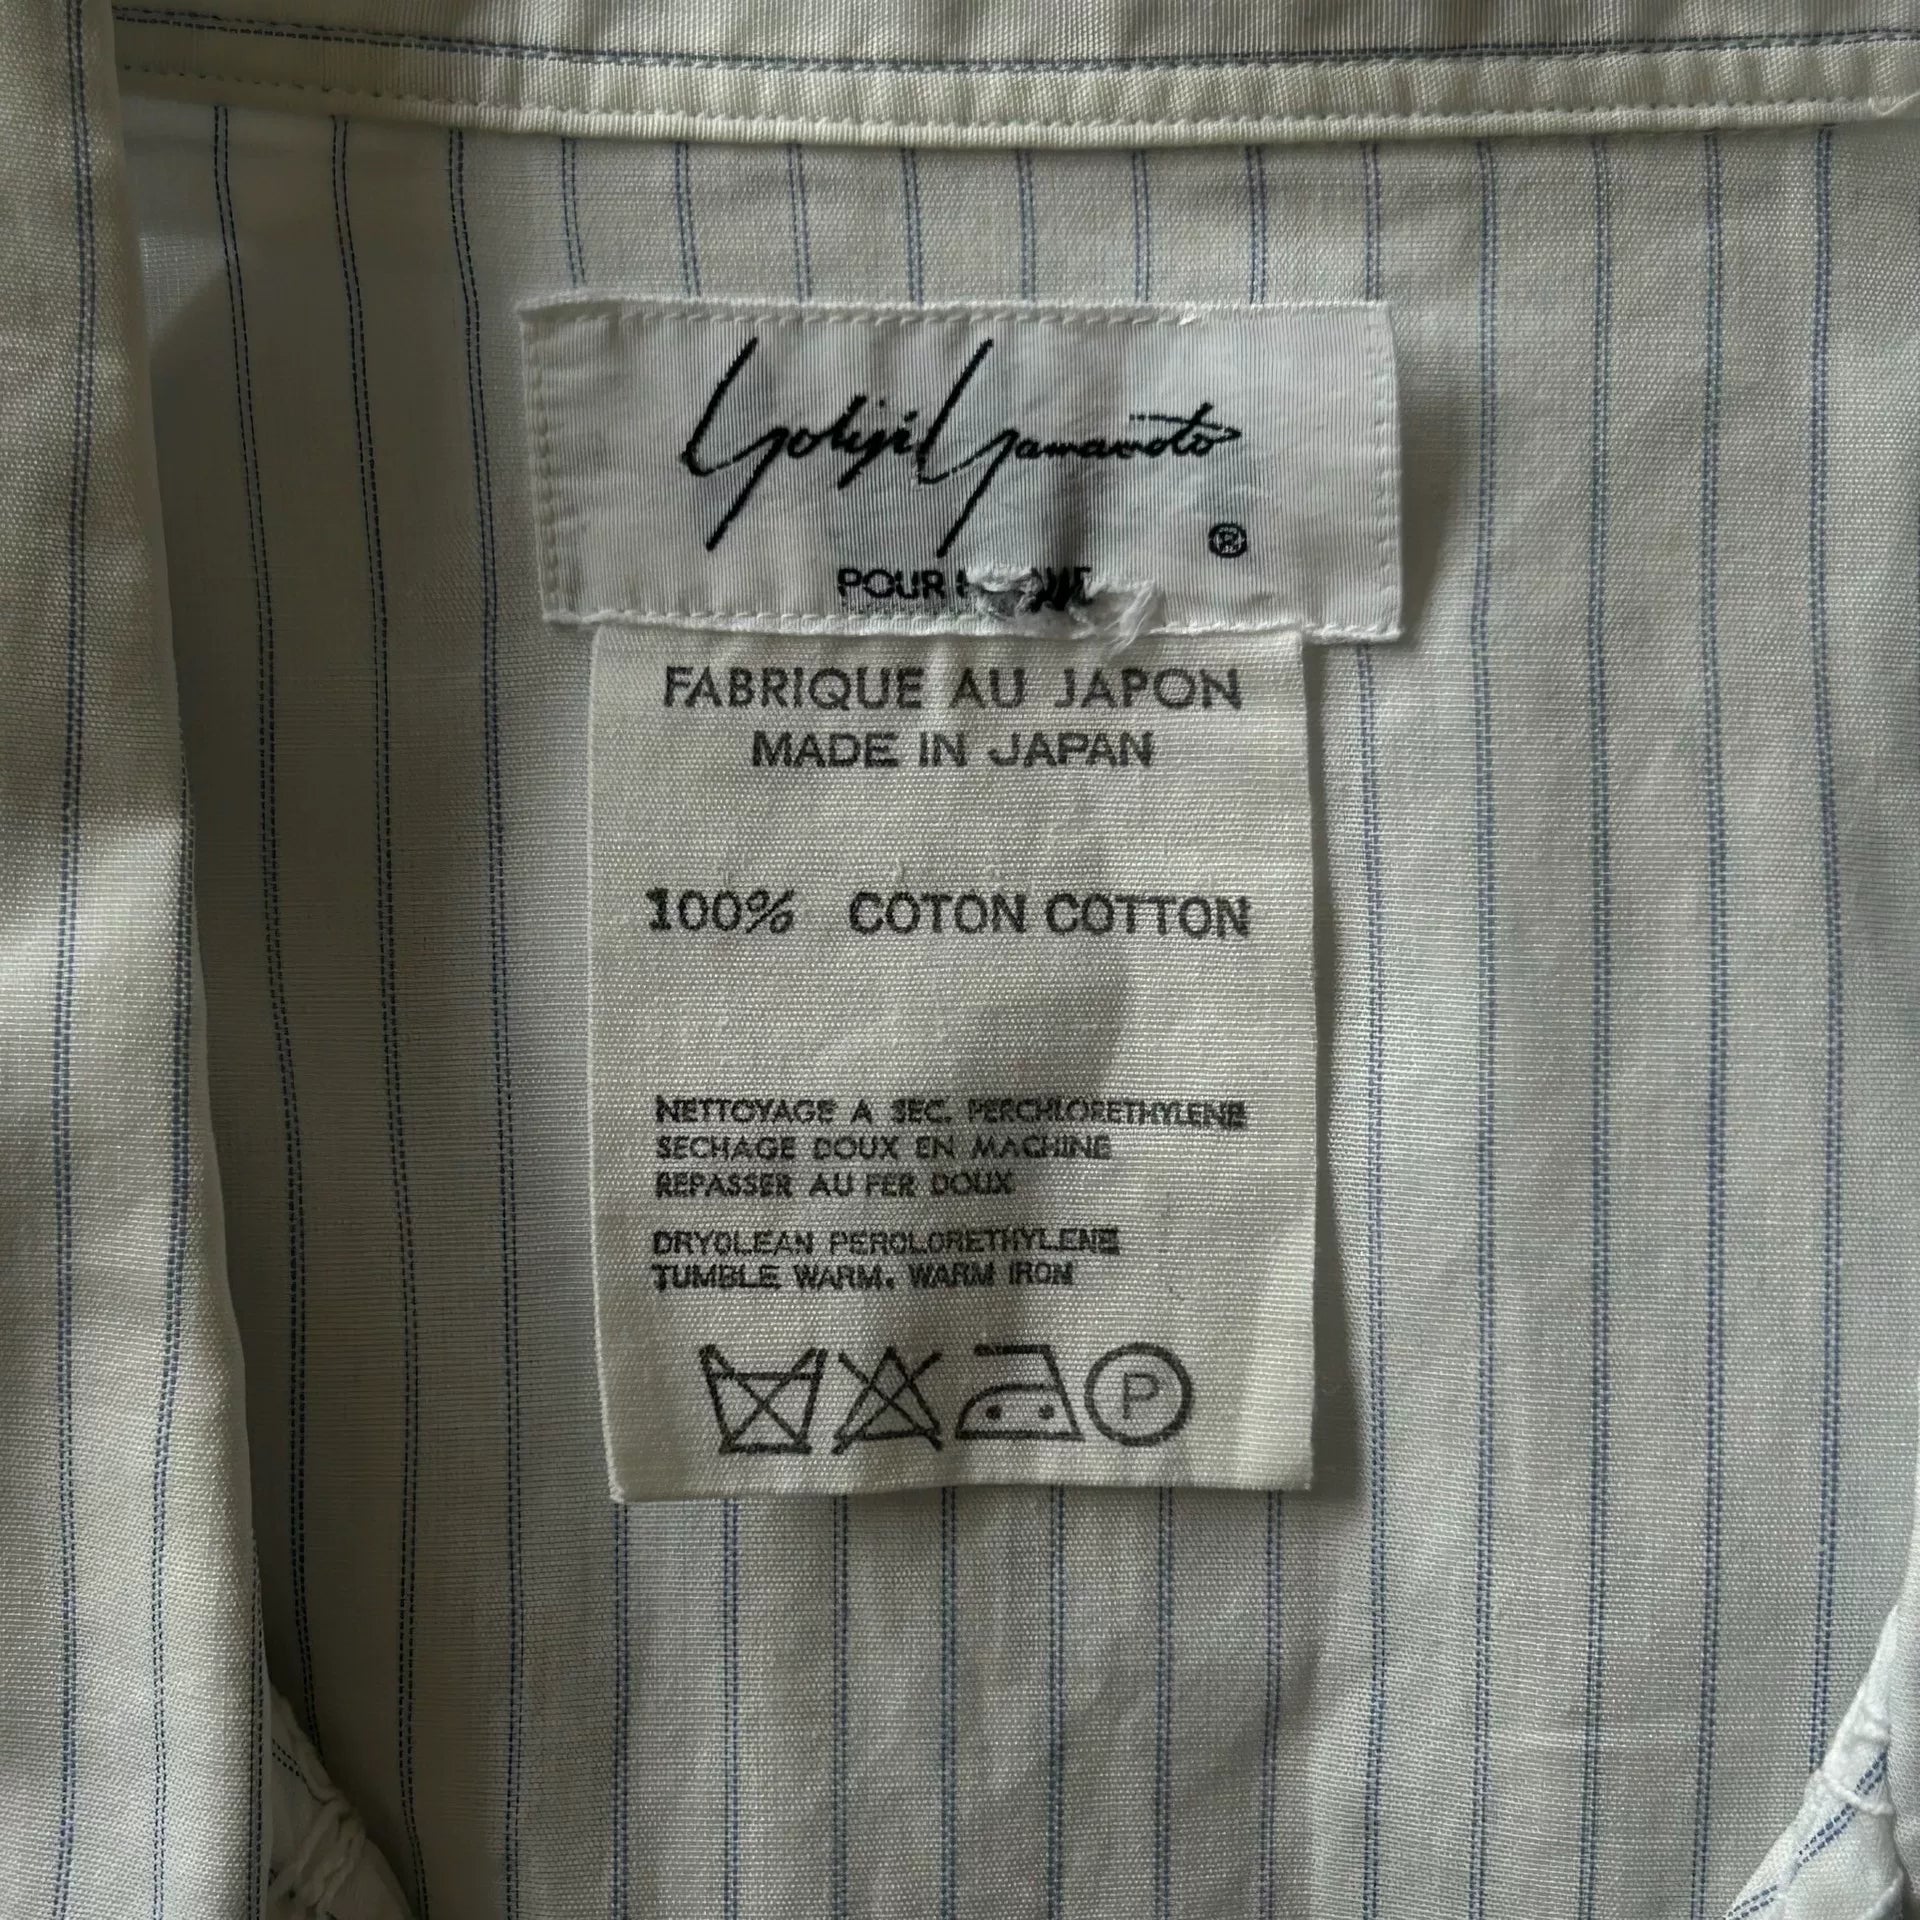 Yohji Yamamoto
®
POUR
FABRIQUE AU JAPON
MADE IN JAPAN
100% COTON COTTON
NETTOYAGE A SEC. PERCHLORETHYLENE
SECHAGE DOUX EN MACHINE
REPASSER AU FER DOUX
DRYCLEAN PERCLORETHYLENE
TUMBLE WARM. WARM IRON
P